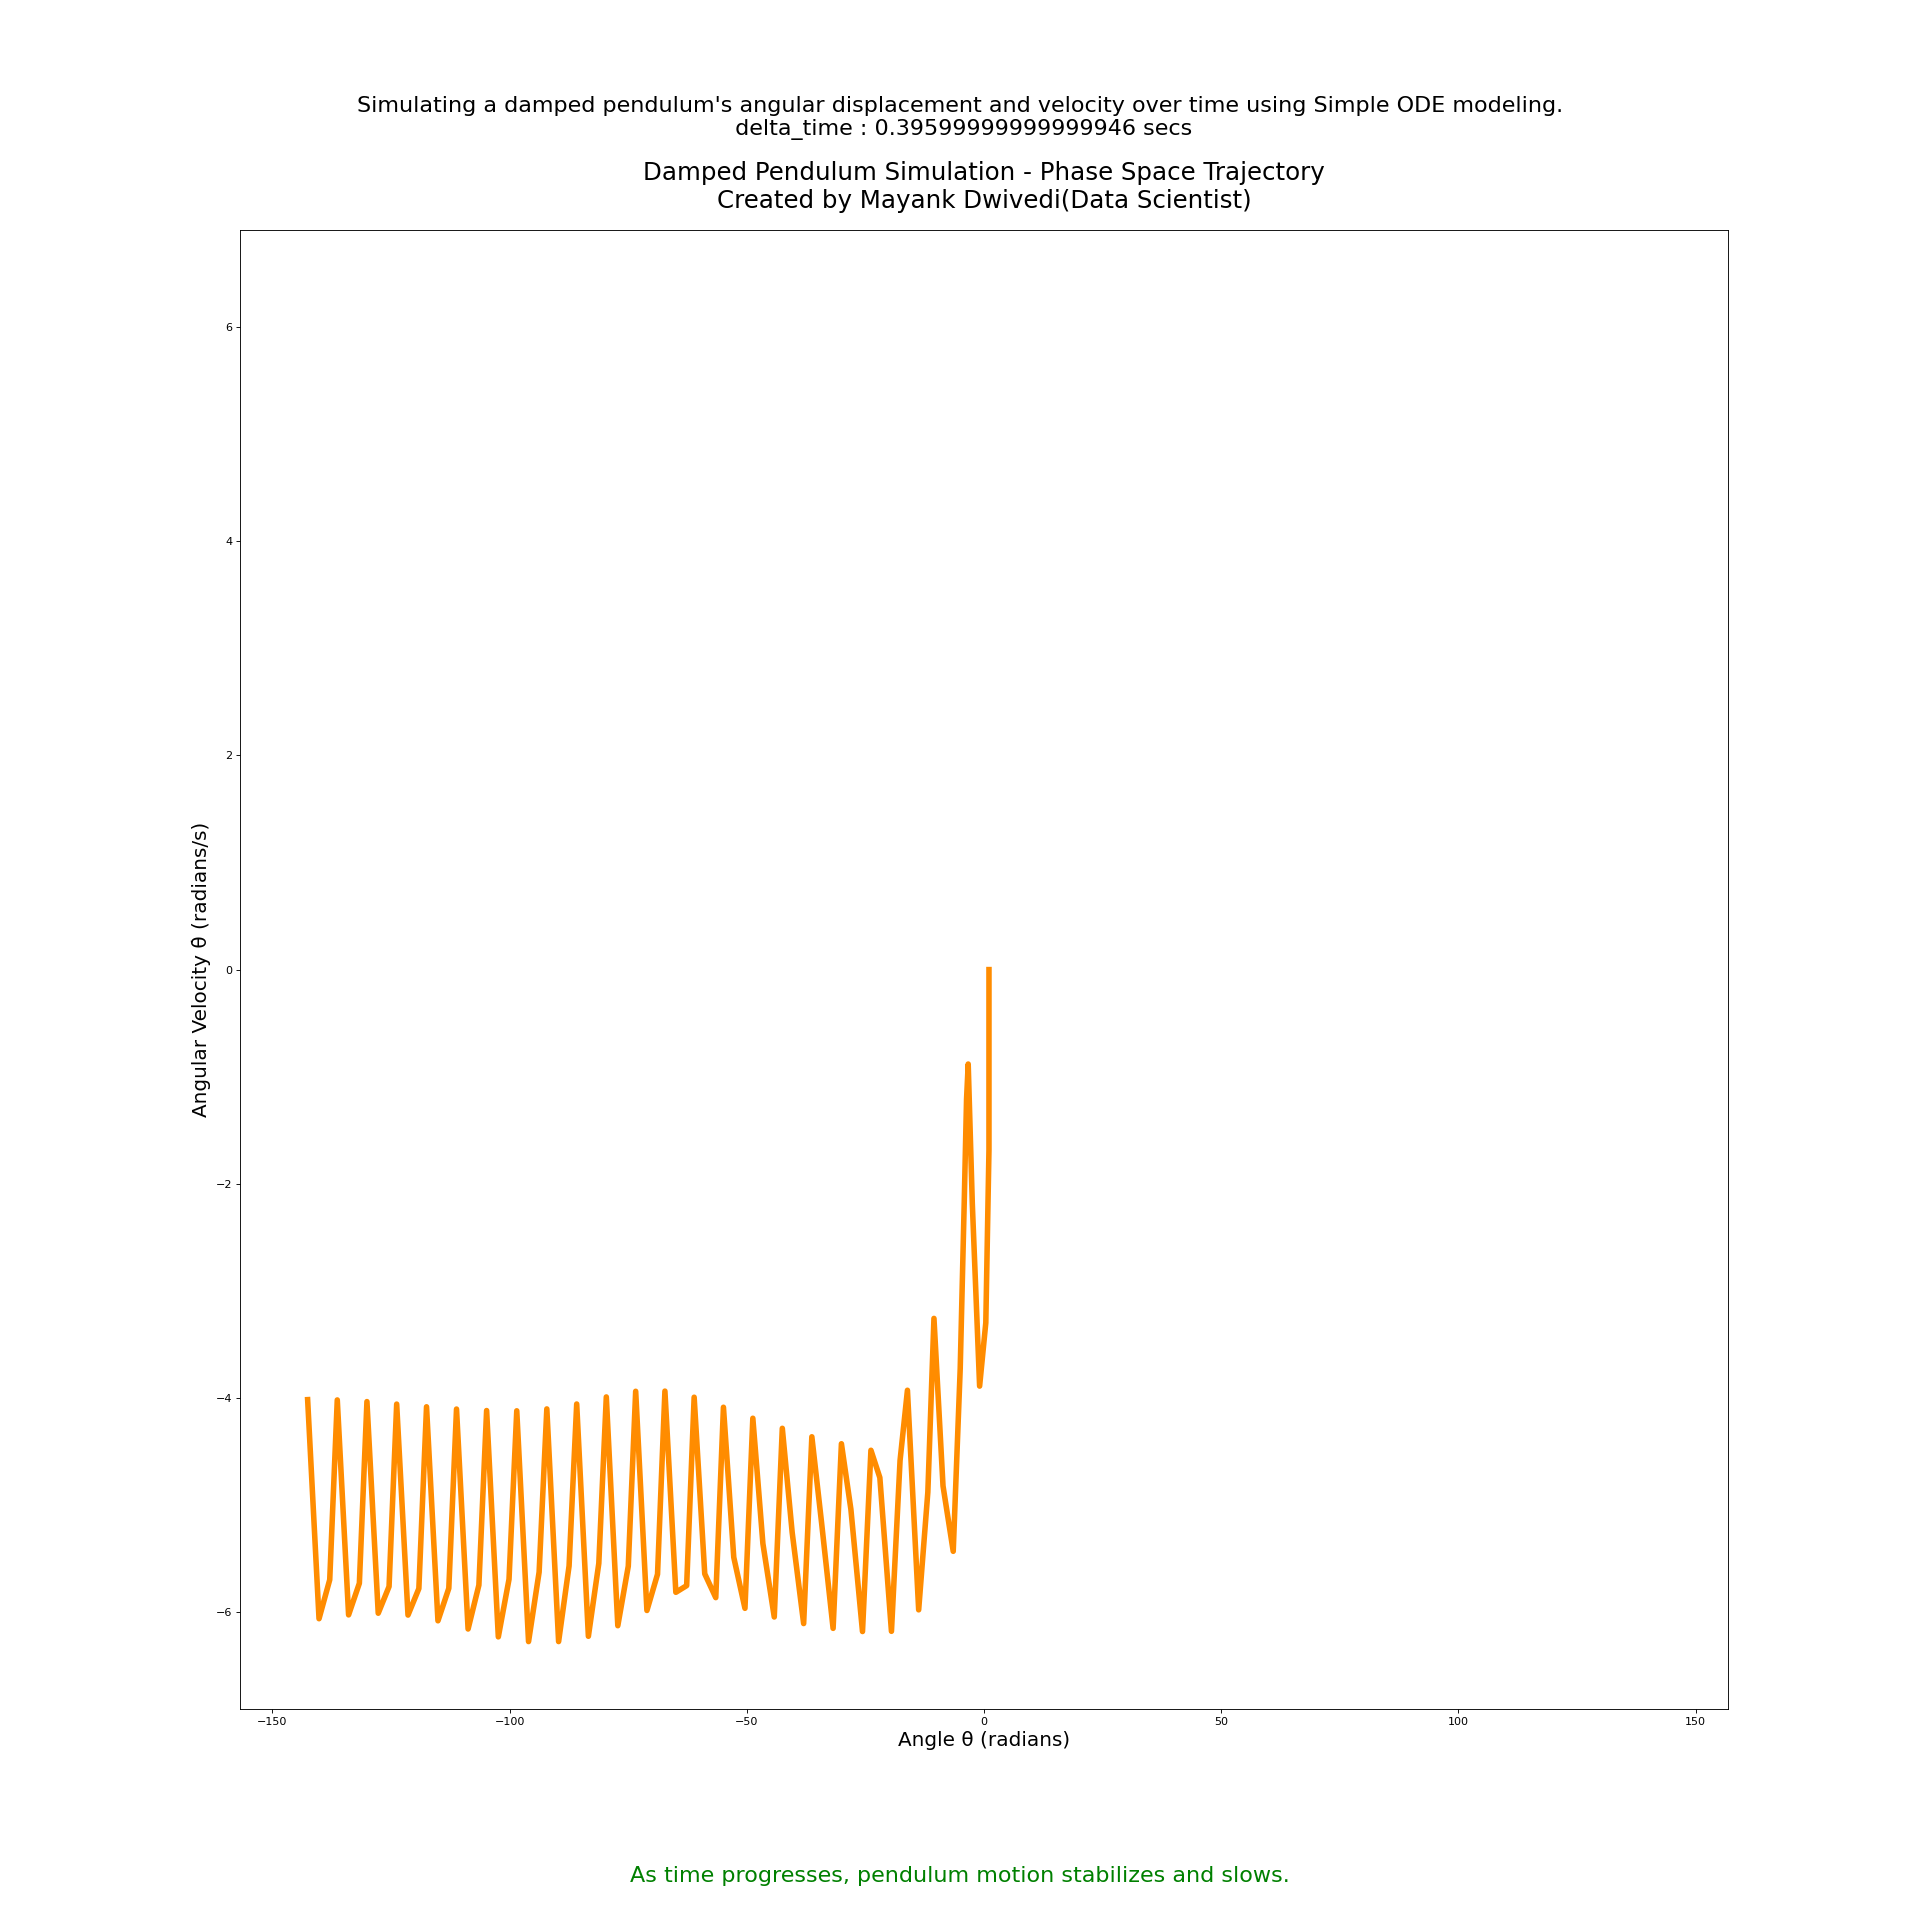 Simulating a damped pendulum's angular displacement and velocity over time using Simple ODE modeling.
delta_time : 0.39599999999999946 secs
Damped Pendulum Simulation - Phase Space Trajectory
Created by Mayank Dwivedi(Data Scientist)
6
4
2
0
−2
−4
−6
Angular Velocity θ (radians/s)
−150
−100
−50
0
50
100
150
Angle θ (radians)
As time progresses, pendulum motion stabilizes and slows.